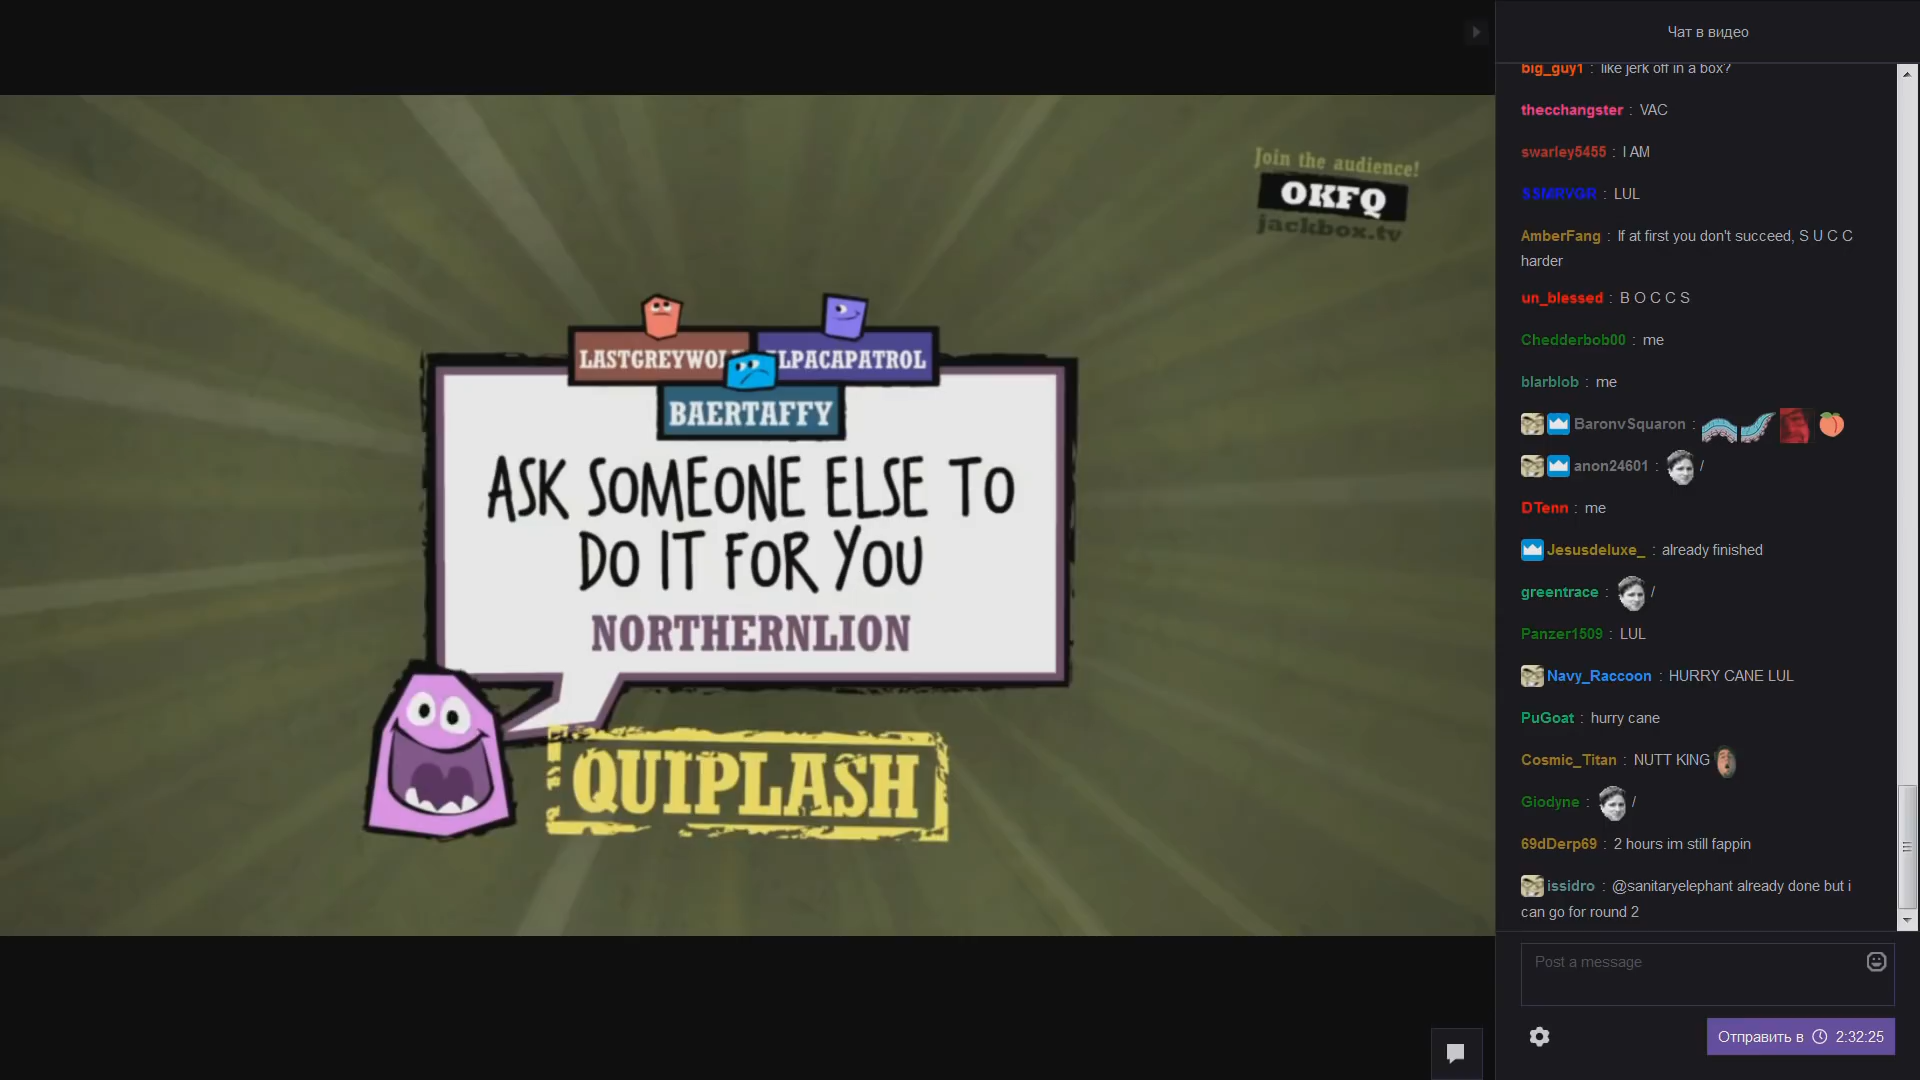 Join the audience!
OKFQ
jackbox.tv
LASTGREYWOLF
ALPACAPATROL
BAERTAFFY
ASK SOMEONE ELSE TO
DO IT FOR YOU
NORTHERNLION
QUIPLASH
Чат в видео
big_guy1 : like jerk off in a box?
thecchangster : VAC
swarley5455 : I AM
SSMRVGR : LUL
AmberFang : If at first you don't succeed, S U C C
harder
un_blessed : B O C C S
Chedderbob00 : me
blarblob : me
BaronvSquaron :
anon24601 : /
DTenn : me
Jesusdeluxe_ : already finished
greentrace : /
Panzer1509 : LUL
Navy_Raccoon : HURRY CANE LUL
PuGoat : hurry cane
Cosmic_Titan : NUTT KING
Giodyne : /
69dDerp69 : 2 hours im still fappin
issidro : @sanitaryelephant already done but i
can go for round 2
Post a message
Отправить в 2:32:25